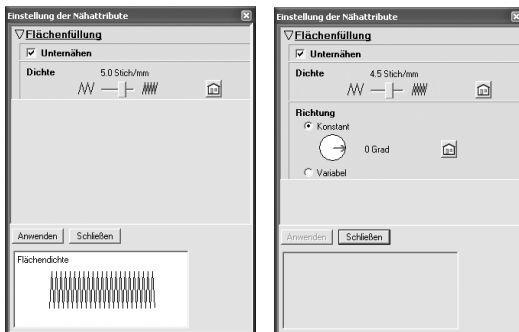 Einstellung der Nähattribute
Flächenfüllung
Unternähen
Dichte
5.0 Stich/mm
Anwenden
Schließen
Flächendichte
Einstellung der Nähattribute
Flächenfüllung
Unternähen
Dichte
4.5 Stich/mm
Richtung
Konstant
0 Grad
Variabel
Anwenden
Schließen